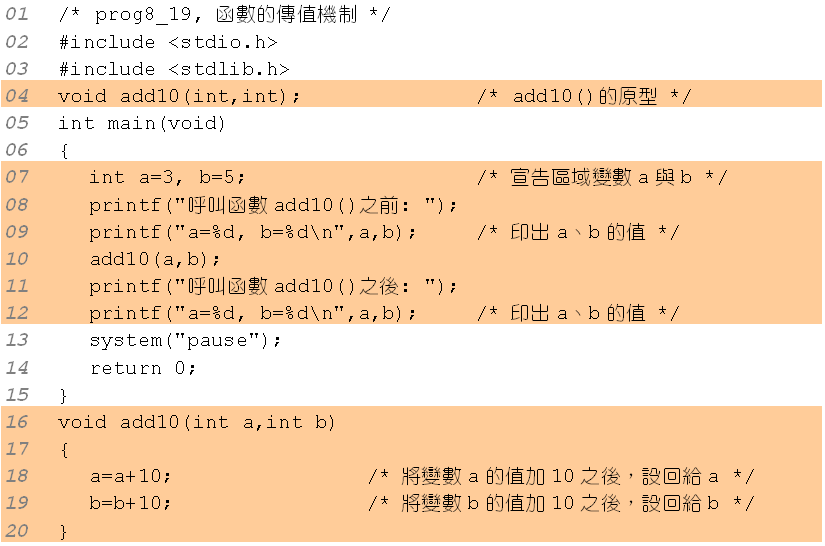 01 /* prog8_19, 函數的傳值機制 */
02 #include <stdio.h>
03 #include <stdlib.h>
04 void add10(int,int); /* add10()的原型 */
05 int main(void)
06 {
07 int a=3, b=5; /* 宣告區域變數 a 與 b */
08 printf("呼叫函數 add10()之前: ");
09 printf("a=%d, b=%d\n",a,b); /* 印出 a、b 的值 */
10 add10(a,b);
11 printf("呼叫函數 add10()之後: ");
12 printf("a=%d, b=%d\n",a,b); /* 印出 a、b 的值 */
13 system("pause");
14 return 0;
15 }
16 void add10(int a,int b)
17 {
18 a=a+10; /* 將變數 a 的值加 10 之後，設回給 a */
19 b=b+10; /* 將變數 b 的值加 10 之後，設回給 b */
20 }